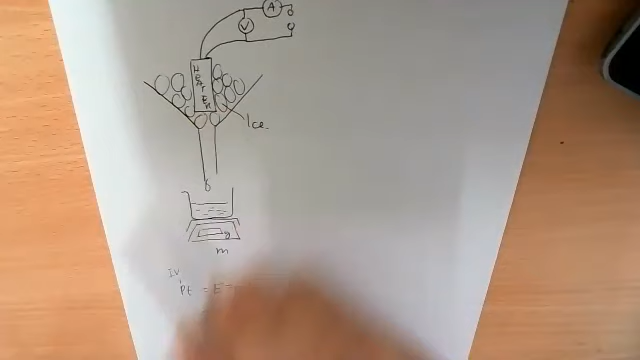 A
V
HEATER
Ice.
g
m
IV
PE = E =